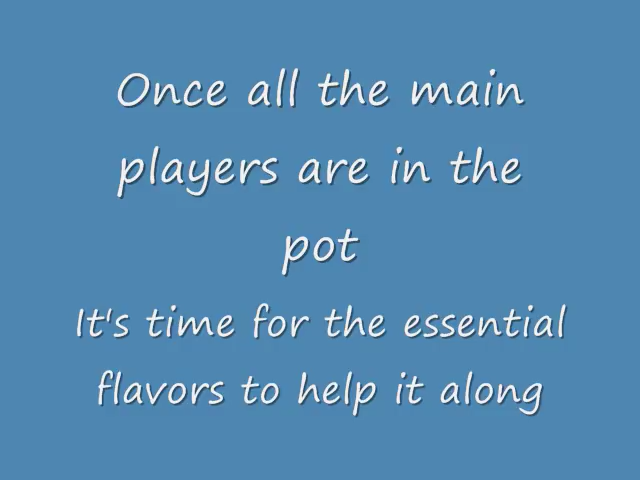 Once all the main
players are in the
pot
It's time for the essential
flavors to help it along